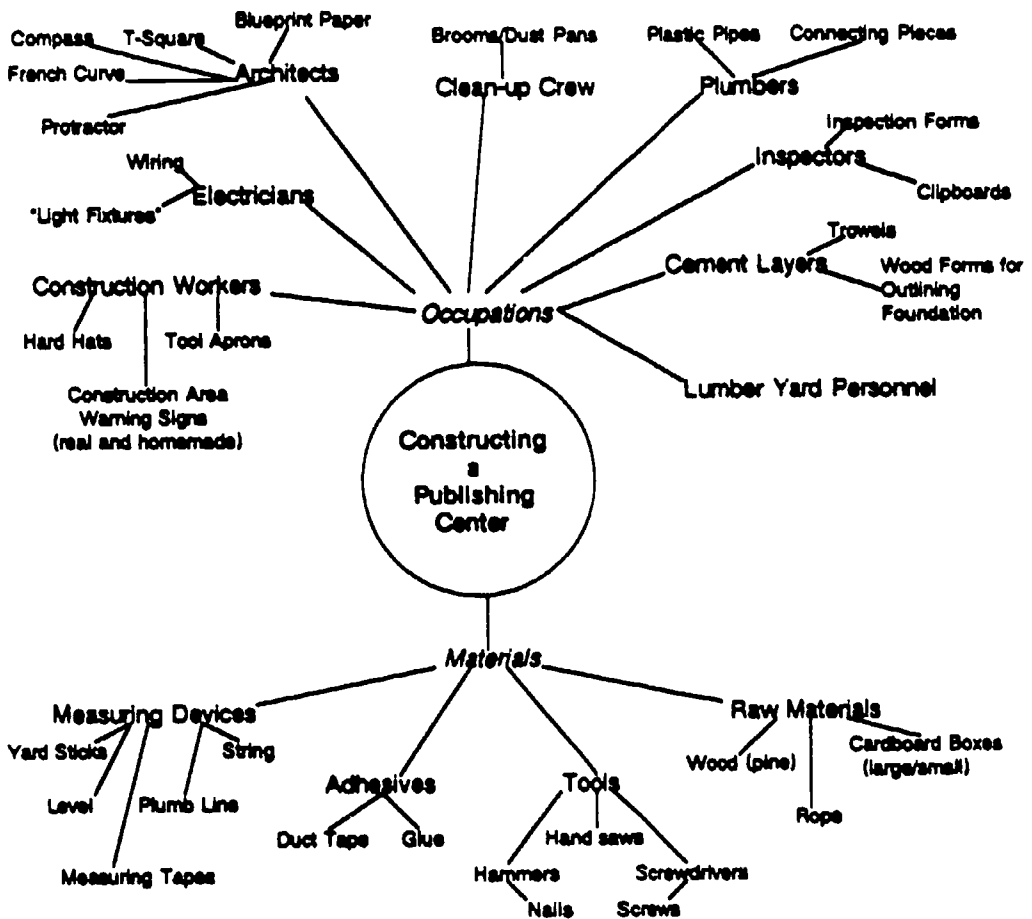 Blueprint Paper
Compass
T-Square
Brooms/Dust Pans
Plastic Pipes
Connecting Pieces
French Curve
Architects
Clean-up Crew
Plumbers
Protractor
Inspection Forms
Wiring
Inspectors
Electricians
Clipboards
"Light Fixtures"
Trowels
Cement Layers
Wood Forms for
Outlining
Foundation
Construction Workers
Occupations
Hard Hats
Tool Aprons
Construction Area
Warning Signs
(real and homemade)
Lumber Yard Personnel
Constructing
a
Publishing
Center
Materials
Measuring Devices
Raw Materials
Yard Sticks
String
Wood (pine)
Cardboard Boxes
(large/small)
Level
Plumb Line
Adhesives
Tools
Rope
Duct Tape
Glue
Hand saws
Measuring Tapes
Hammers
Screwdrivers
Nails
Screws